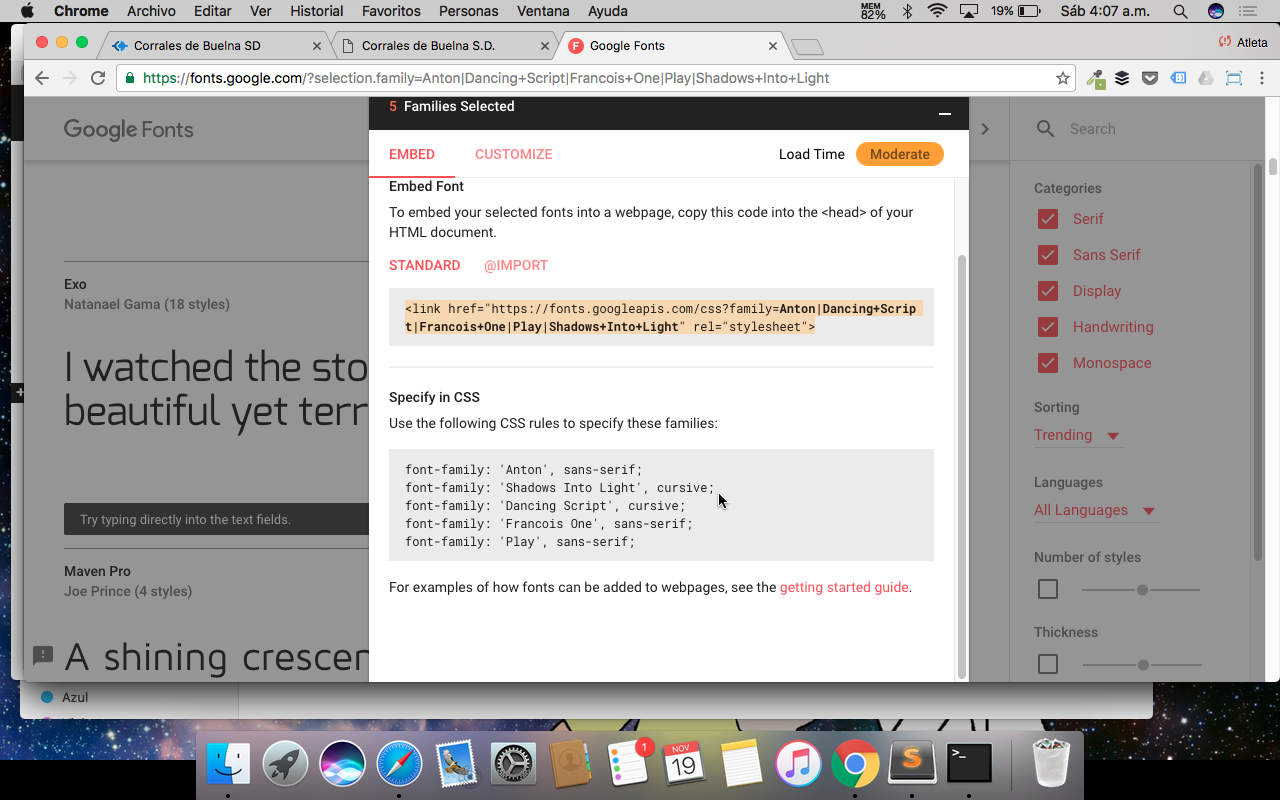 Chrome Archivo Editar Ver Historial Favoritos Personas Ventana Ayuda MEM 82% 19% Sáb 4:07 a.m.
Corrales de Buelna SD Corrales de Buelna S.D. Google Fonts Atleta
https://fonts.google.com/?selection.family=Anton|Dancing+Script|Francois+One|Play|Shadows+Into+Light
5 Families Selected
Google Fonts
Search
EMBED CUSTOMIZE Load Time Moderate
Embed Font
To embed your selected fonts into a webpage, copy this code into the <head> of your
HTML document.
STANDARD @IMPORT
<link href="https://fonts.googleapis.com/css?family=Anton|Dancing+Scrip
t|Francois+One|Play|Shadows+Into+Light" rel="stylesheet">
Specify in CSS
Use the following CSS rules to specify these families:
font-family: 'Anton', sans-serif;
font-family: 'Shadows Into Light', cursive;
font-family: 'Dancing Script', cursive;
font-family: 'Francois One', sans-serif;
font-family: 'Play', sans-serif;
For examples of how fonts can be added to webpages, see the getting started guide.
Exo
Natanael Gama (18 styles)
I watched the sto
beautiful yet terr
Try typing directly into the text fields.
Maven Pro
Joe Prince (4 styles)
A shining crescen
Categories
Serif
Sans Serif
Display
Handwriting
Monospace
Sorting
Trending
Languages
All Languages
Number of styles
Thickness
Azul
1
NOV
19